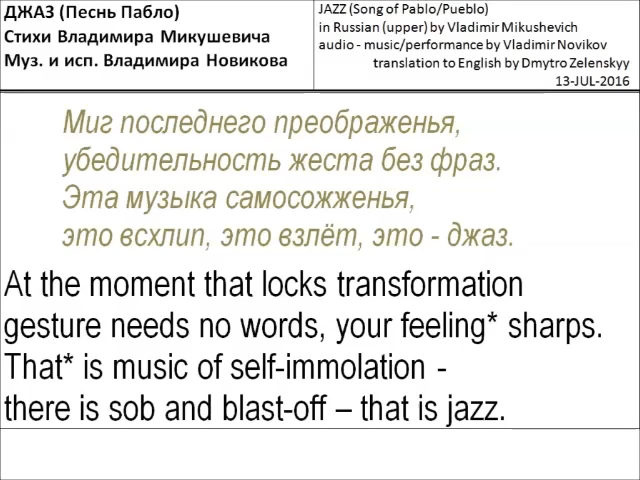 ДЖАЗ (Песнь Пабло)
Стихи Владимира Микушевича
Муз. и исп. Владимира Новикова
JAZZ (Song of Pablo/Pueblo)
in Russian (upper) by Vladimir Mikushevich
audio - music/performance by Vladimir Novikov
translation to English by Dmytro Zelenskyy
13-JUL-2016
Миг последнего преображенья,
убедительность жеста без фраз.
Эта музыка самосожженья,
это всхлип, это взлёт, это - джаз.
At the moment that locks transformation
gesture needs no words, your feeling* sharps.
That* is music of self-immolation -
there is sob and blast-off – that is jazz.